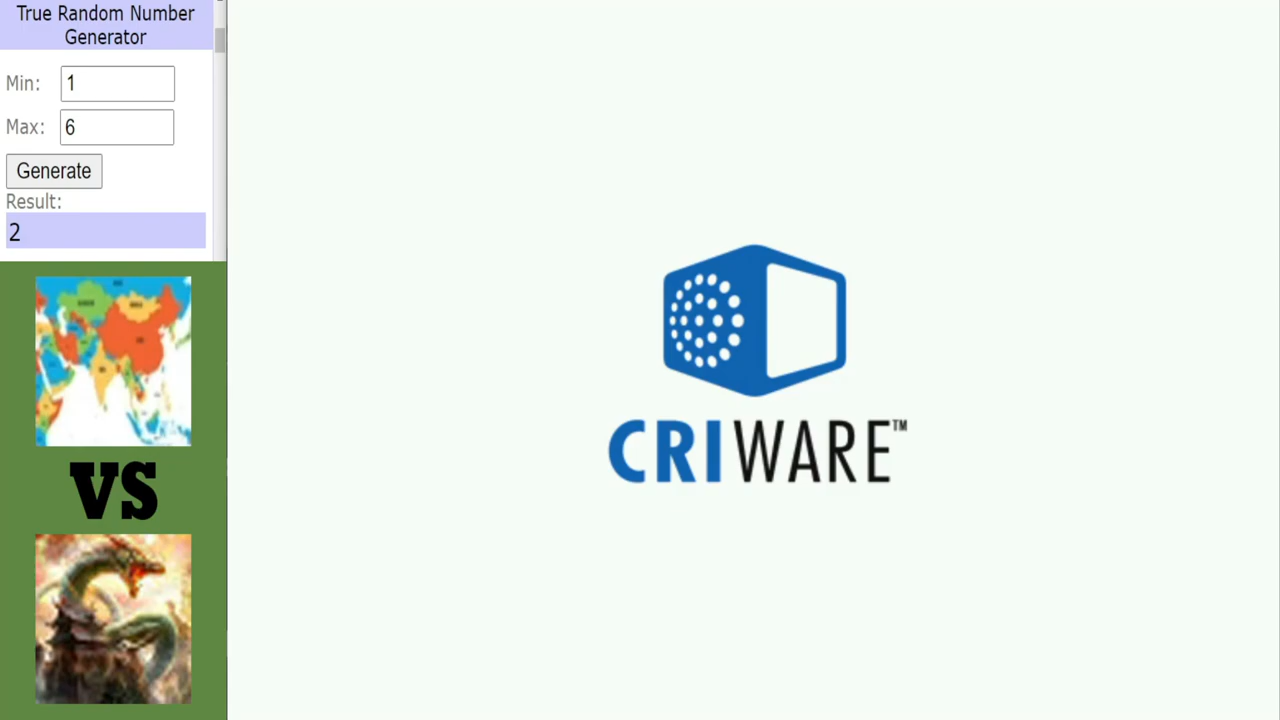 True Random Number
Generator
Min: 1
Max: 6
Generate
Result:
2
VS
CRIWARE™